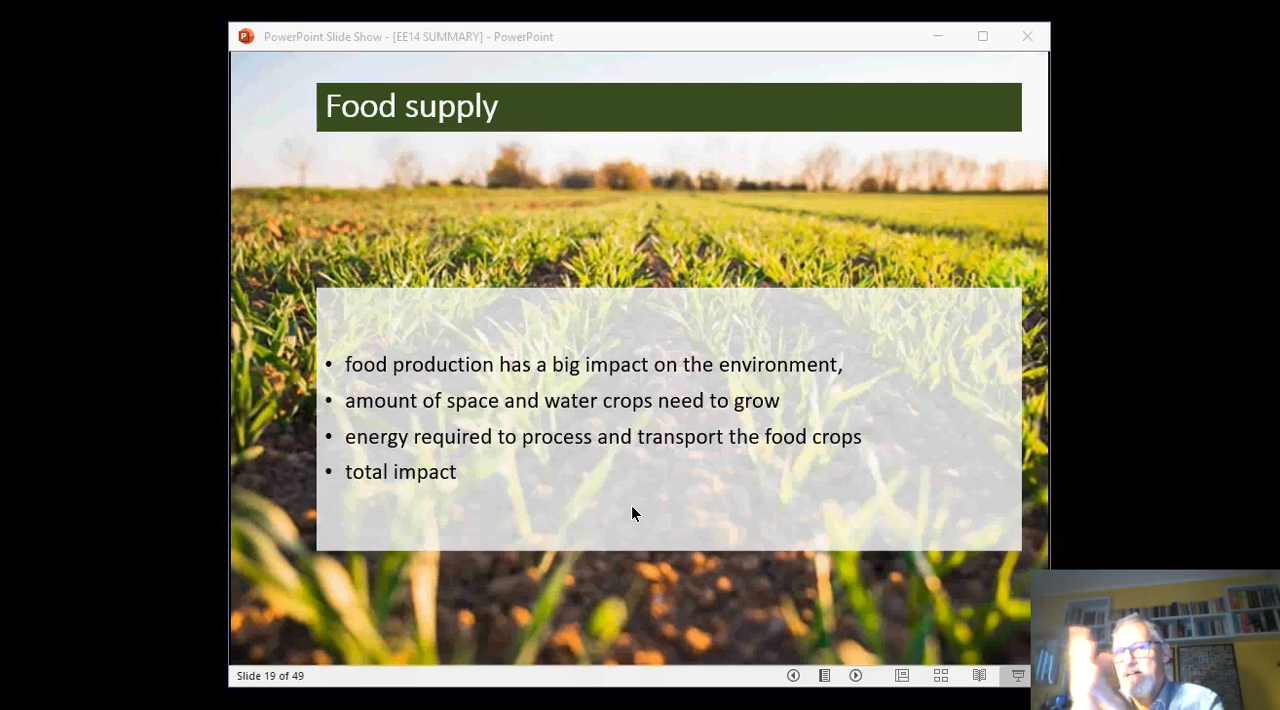 PowerPoint Slide Show - [EE14 SUMMARY] - PowerPoint
Food supply
• food production has a big impact on the environment,
• amount of space and water crops need to grow
• energy required to process and transport the food crops
• total impact
Slide 19 of 49